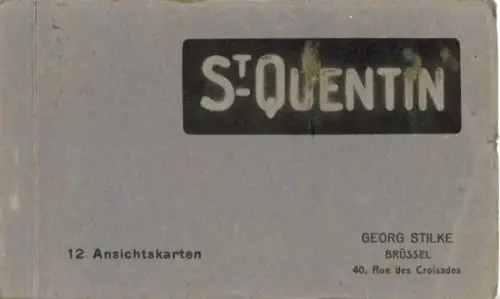 ST-QUENTIN
12 Ansichtskarten
GEORG STILKE
BRÜSSEL
40, Rue des Croisades